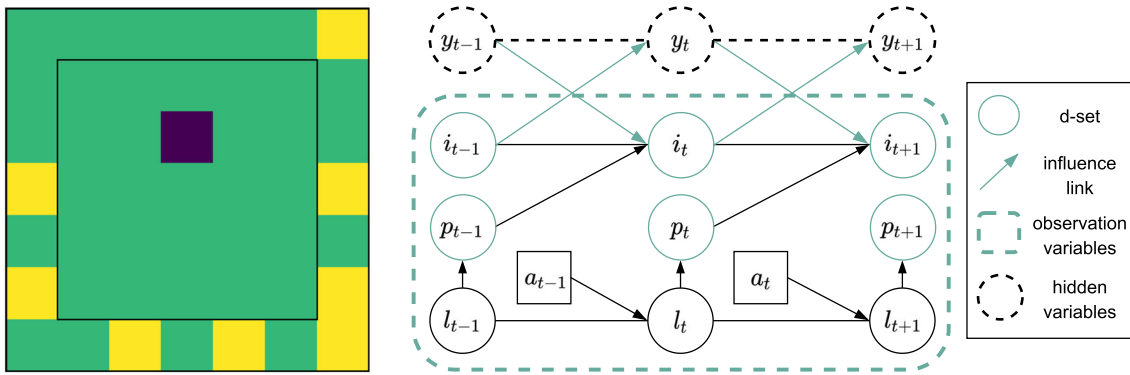 y_{t-1} y_t y_{t+1}
i_{t-1} i_t i_{t+1}
p_{t-1} p_t p_{t+1}
a_{t-1} a_t
l_{t-1} l_t l_{t+1}
d-set
influence
link
observation
variables
hidden
variables